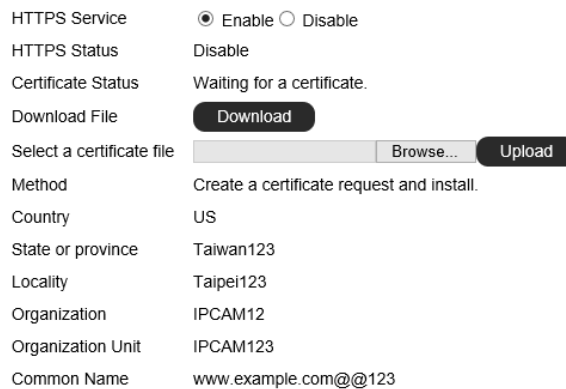 HTTPS Service Enable Disable
HTTPS Status Disable
Certificate Status Waiting for a certificate.
Download File Download
Select a certificate file Browse... Upload
Method Create a certificate request and install.
Country US
State or province Taiwan123
Locality Taipei123
Organization IPCAM12
Organization Unit IPCAM123
Common Name www.example.com@@123